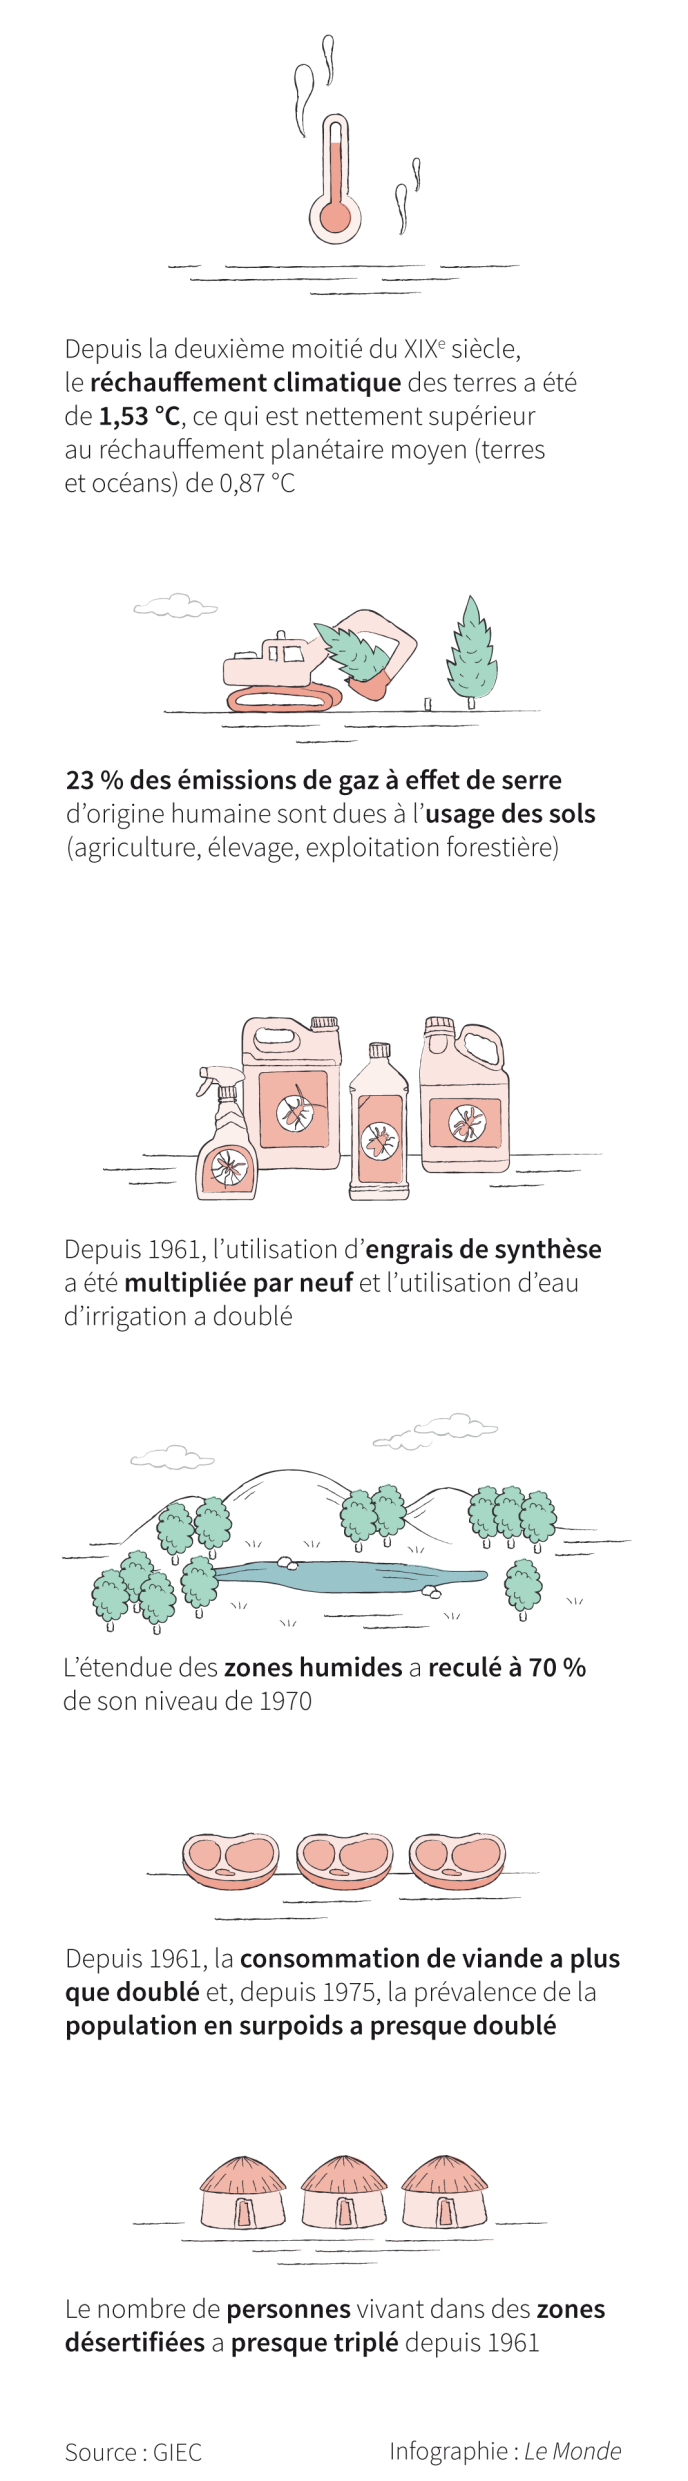 Depuis la deuxième moitié du XIXᵉ siècle,
le réchauffement climatique des terres a été
de 1,53 °C, ce qui est nettement supérieur
au réchauffement planétaire moyen (terres
et océans) de 0,87 °C
23 % des émissions de gaz à effet de serre
d’origine humaine sont dues à l’usage des sols
(agriculture, élevage, exploitation forestière)
Depuis 1961, l’utilisation d’engrais de synthèse
a été multipliée par neuf et l’utilisation d’eau
d’irrigation a doublé
L’étendue des zones humides a reculé à 70 %
de son niveau de 1970
Depuis 1961, la consommation de viande a plus
que doublé et, depuis 1975, la prévalence de la
population en surpoids a presque doublé
Le nombre de personnes vivant dans des zones
désertifiées a presque triplé depuis 1961
Source : GIEC
Infographie : Le Monde